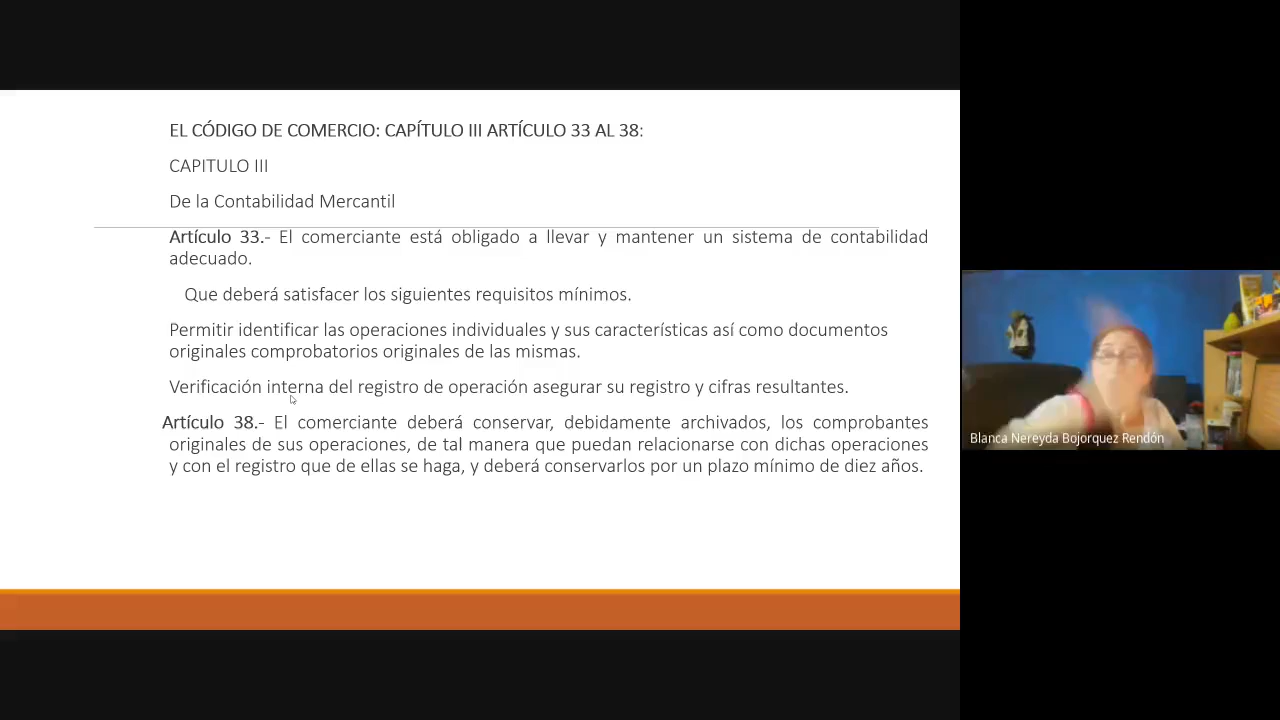 EL CÓDIGO DE COMERCIO: CAPÍTULO III ARTÍCULO 33 AL 38:
CAPITULO III
De la Contabilidad Mercantil
Artículo 33.- El comerciante está obligado a llevar y mantener un sistema de contabilidad
adecuado.
Que deberá satisfacer los siguientes requisitos mínimos.
Permitir identificar las operaciones individuales y sus características así como documentos
originales comprobatorios originales de las mismas.
Verificación interna del registro de operación asegurar su registro y cifras resultantes.
Artículo 38.- El comerciante deberá conservar, debidamente archivados, los comprobantes
originales de sus operaciones, de tal manera que puedan relacionarse con dichas operaciones
y con el registro que de ellas se haga, y deberá conservarlos por un plazo mínimo de diez años.
Blanca Nereyda Bojorquez Rendón